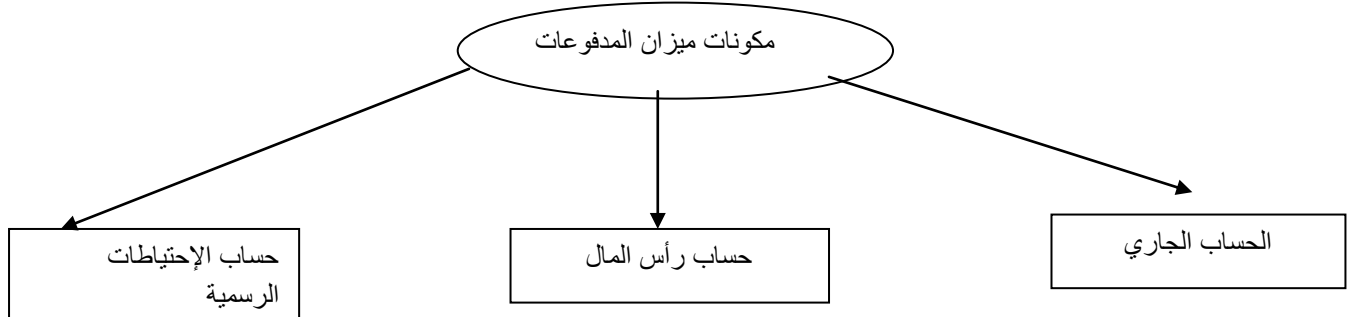 مكونات ميزان المدفوعات
الحساب الجاري
حساب رأس المال
حساب الإحتياطات
الرسمية